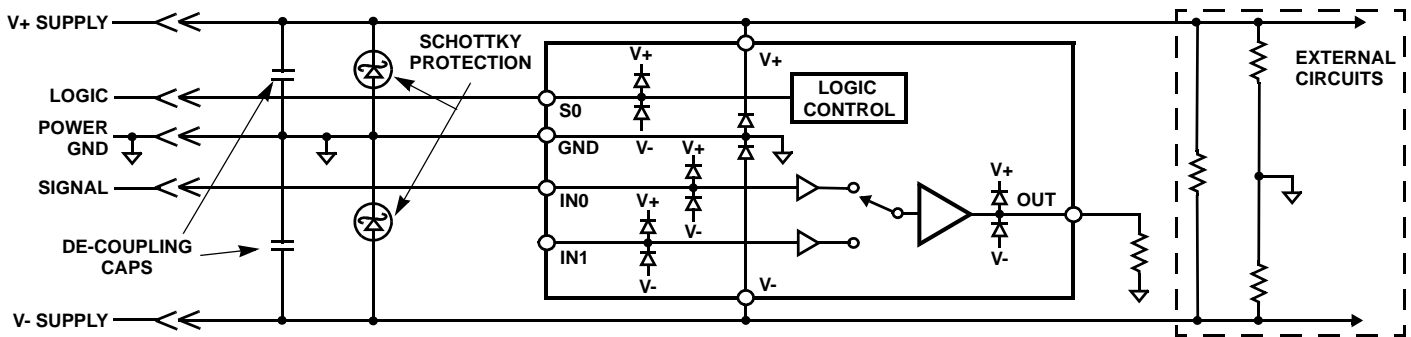 V+ SUPPLY
LOGIC
POWER
GND
SIGNAL
DE-COUPLING
CAPS
V- SUPPLY
SCHOTTKY
PROTECTION
V+
V+
S0
V-
LOGIC
CONTROL
GND
V+
IN0
V-
V+
IN1
V-
V+
OUT
V-
V-
EXTERNAL
CIRCUITS